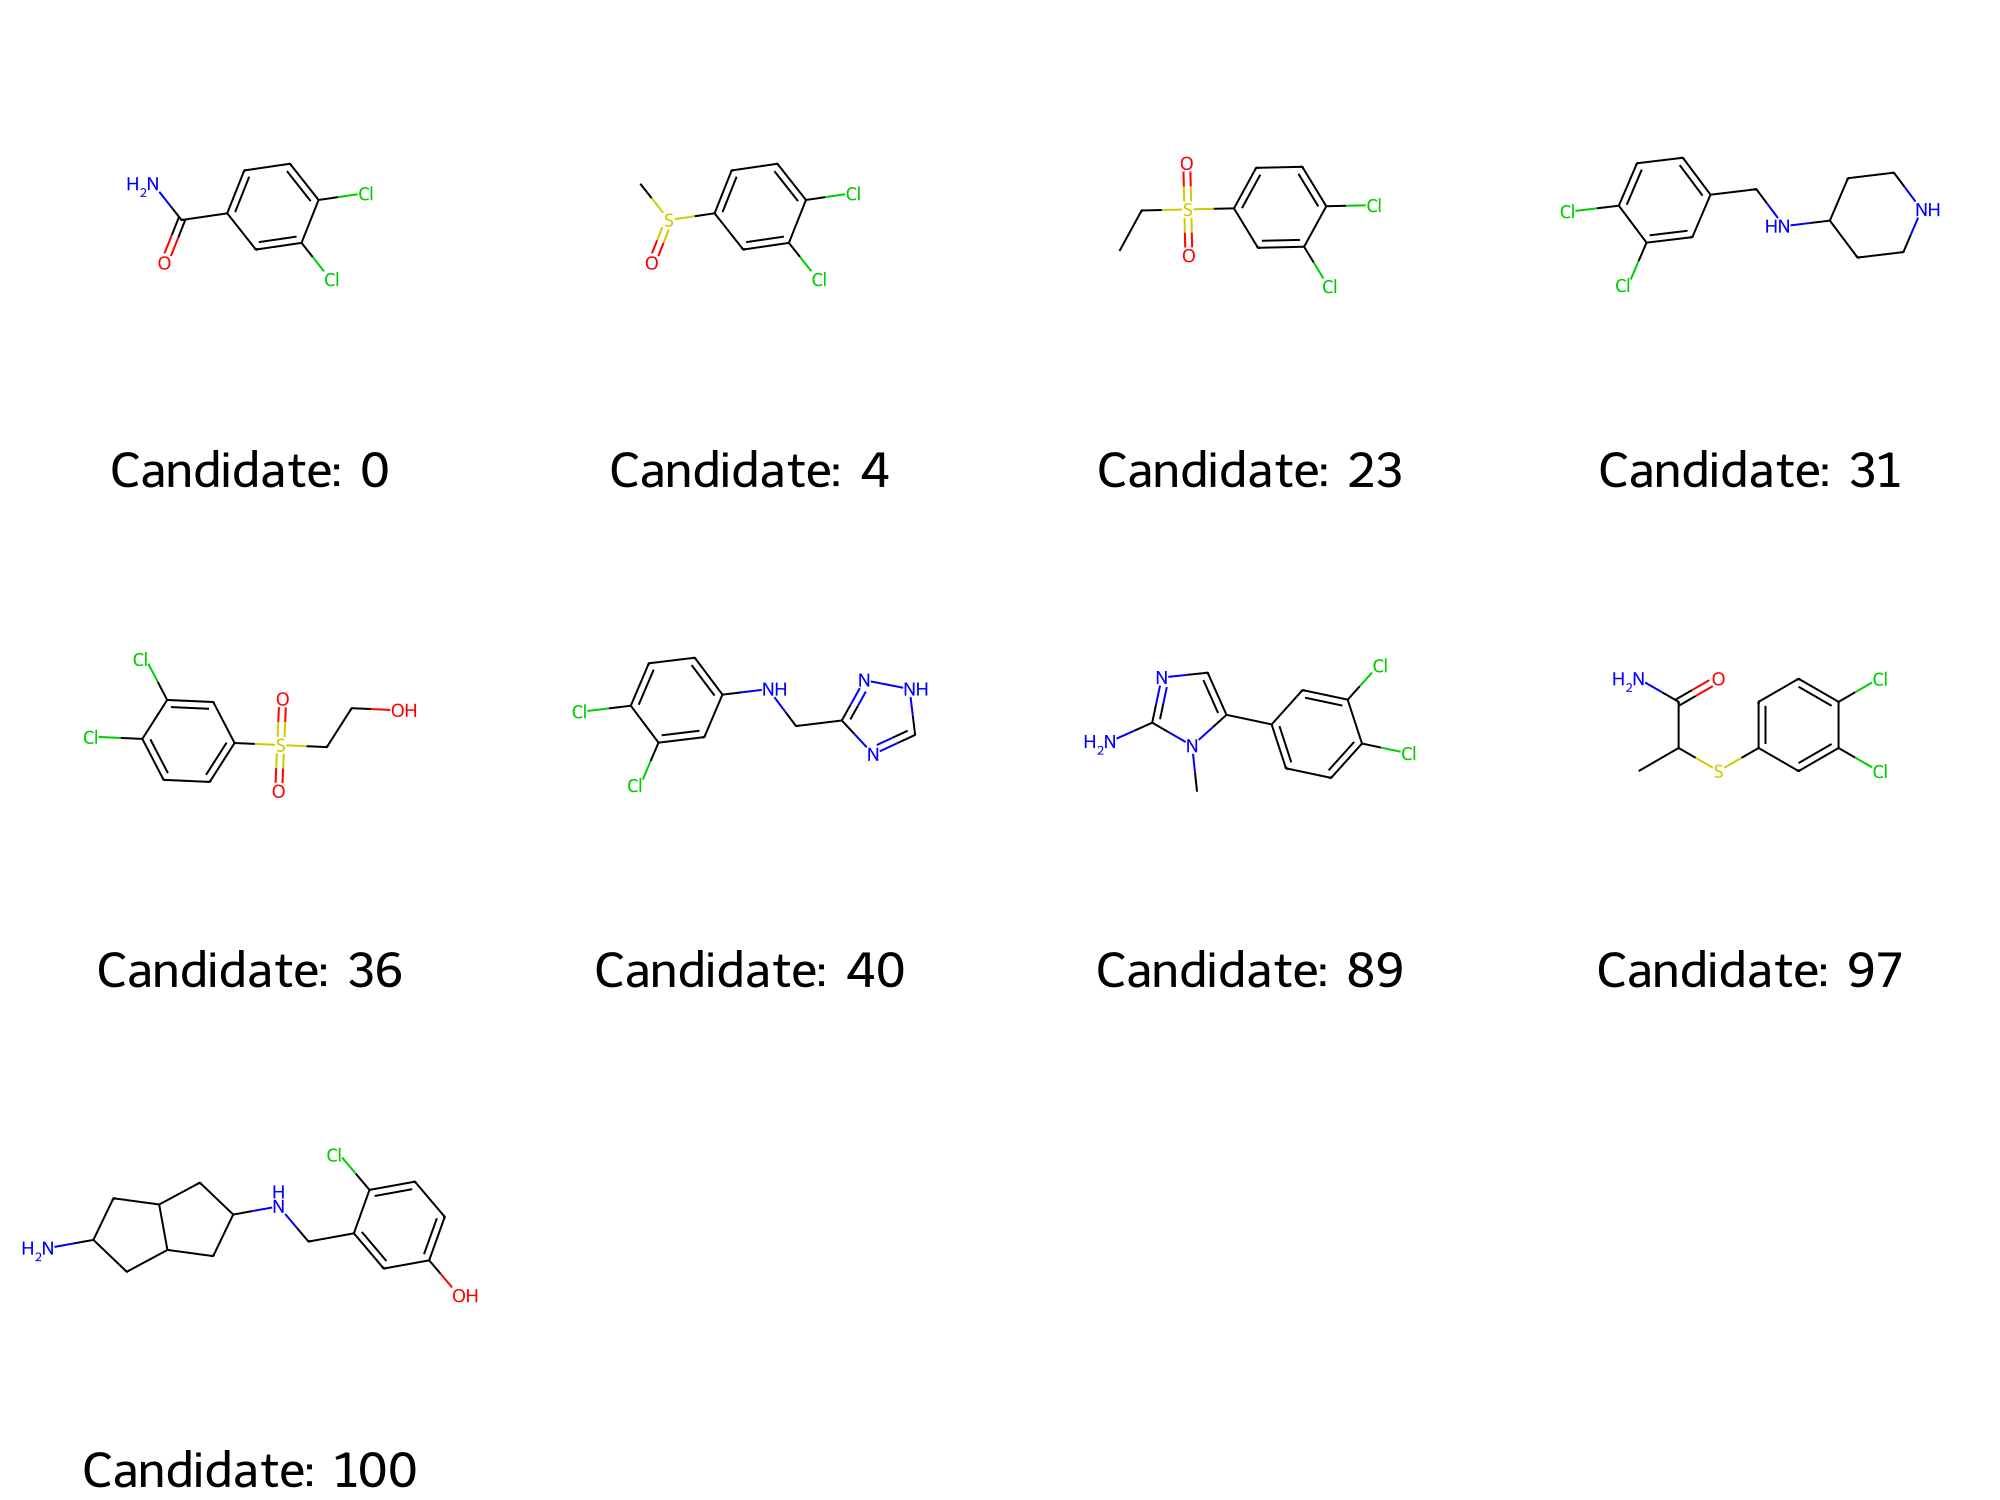 H2N
O
Cl
Cl
S
O
Cl
Cl
O
S
O
Cl
Cl
Cl
Cl
HN
NH
Candidate: 0
Candidate: 4
Candidate: 23
Candidate: 31
Cl
Cl
O
S
O
OH
Cl
Cl
NH
N
NH
N
N
H2N
N
Cl
Cl
H2N
O
S
Cl
Cl
Candidate: 36
Candidate: 40
Candidate: 89
Candidate: 97
Cl
H
N
H2N
OH
Candidate: 100